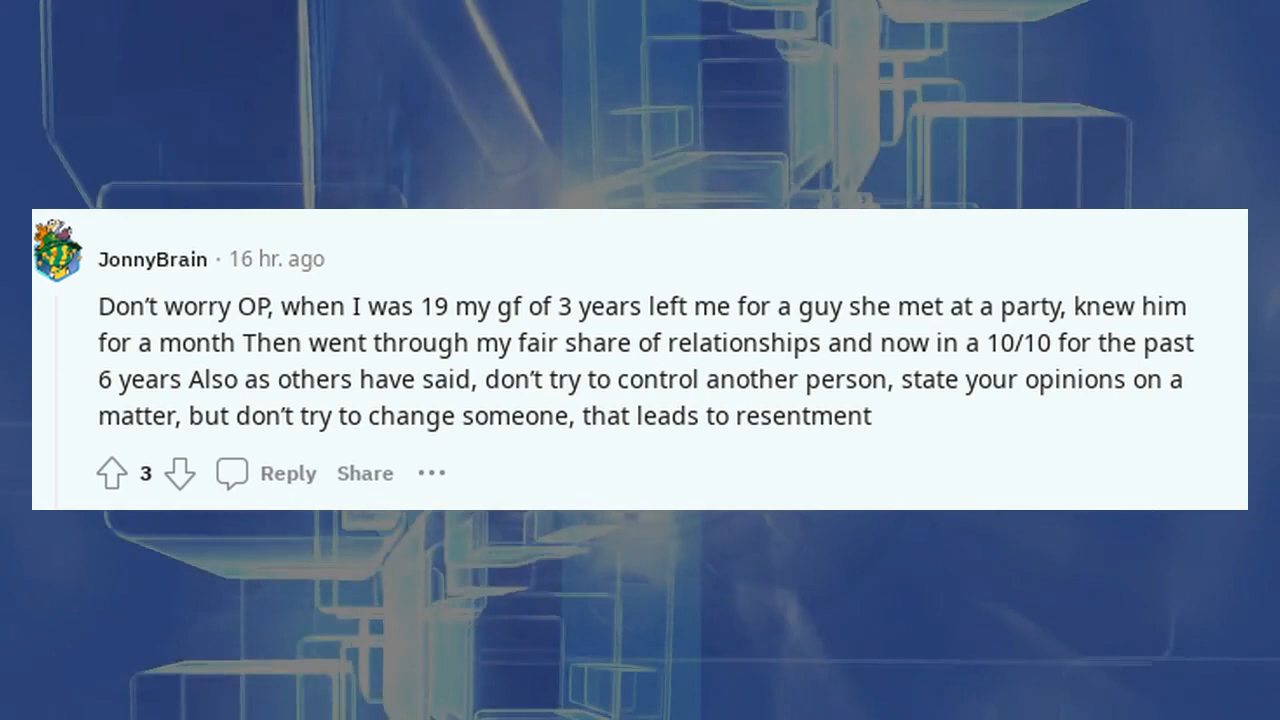 JonnyBrain · 16 hr. ago
Don’t worry OP, when I was 19 my gf of 3 years left me for a guy she met at a party, knew him
for a month Then went through my fair share of relationships and now in a 10/10 for the past
6 years Also as others have said, don’t try to control another person, state your opinions on a
matter, but don’t try to change someone, that leads to resentment
3 Reply Share ···